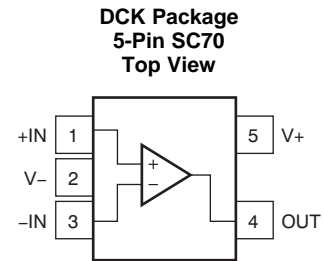 DCK Package
5-Pin SC70
Top View
+IN 1
5 V+
V− 2
−IN 3
4 OUT
+
−